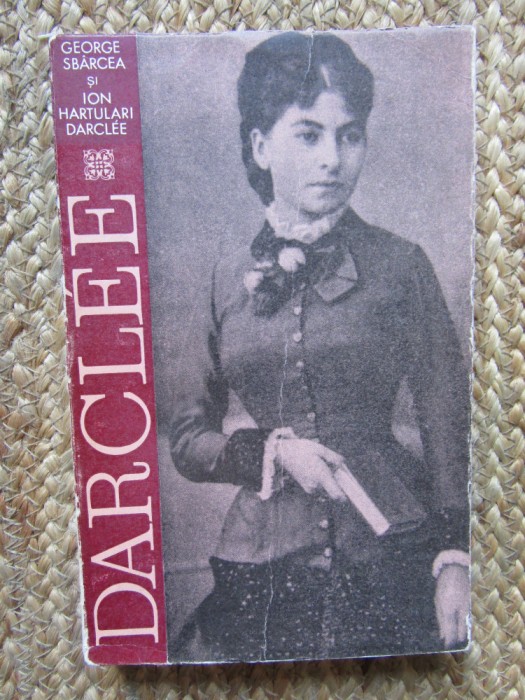 GEORGE
SBÂRCEA
ȘI
ION
HARTULARI
DARCLÉE
DARCLÉE